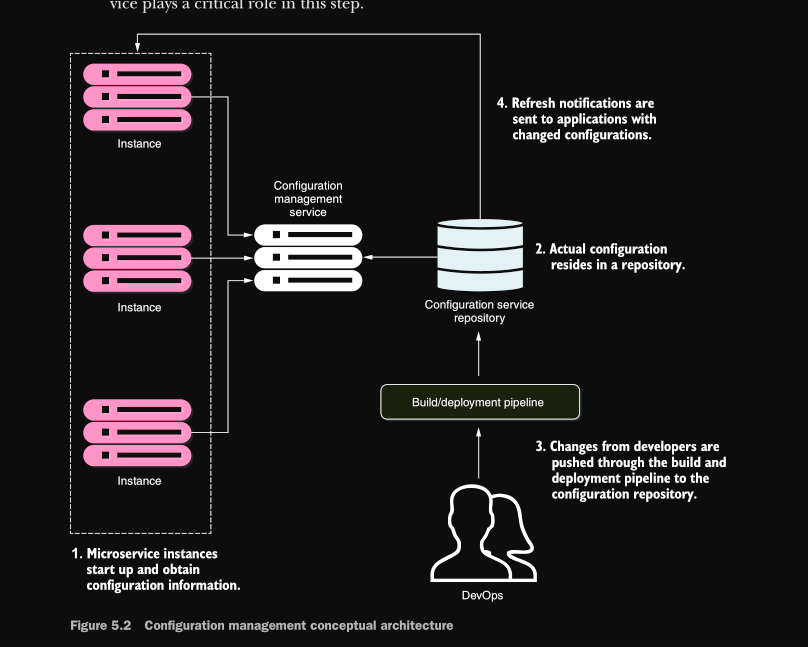 vice plays a critical role in this step.
4. Refresh notifications are
sent to applications with
changed configurations.
Instance
Configuration
management
service
2. Actual configuration
resides in a repository.
Instance
Configuration service
repository
Build/deployment pipeline
3. Changes from developers are
pushed through the build and
deployment pipeline to the
configuration repository.
Instance
1. Microservice instances
start up and obtain
configuration information.
DevOps
Figure 5.2 Configuration management conceptual architecture